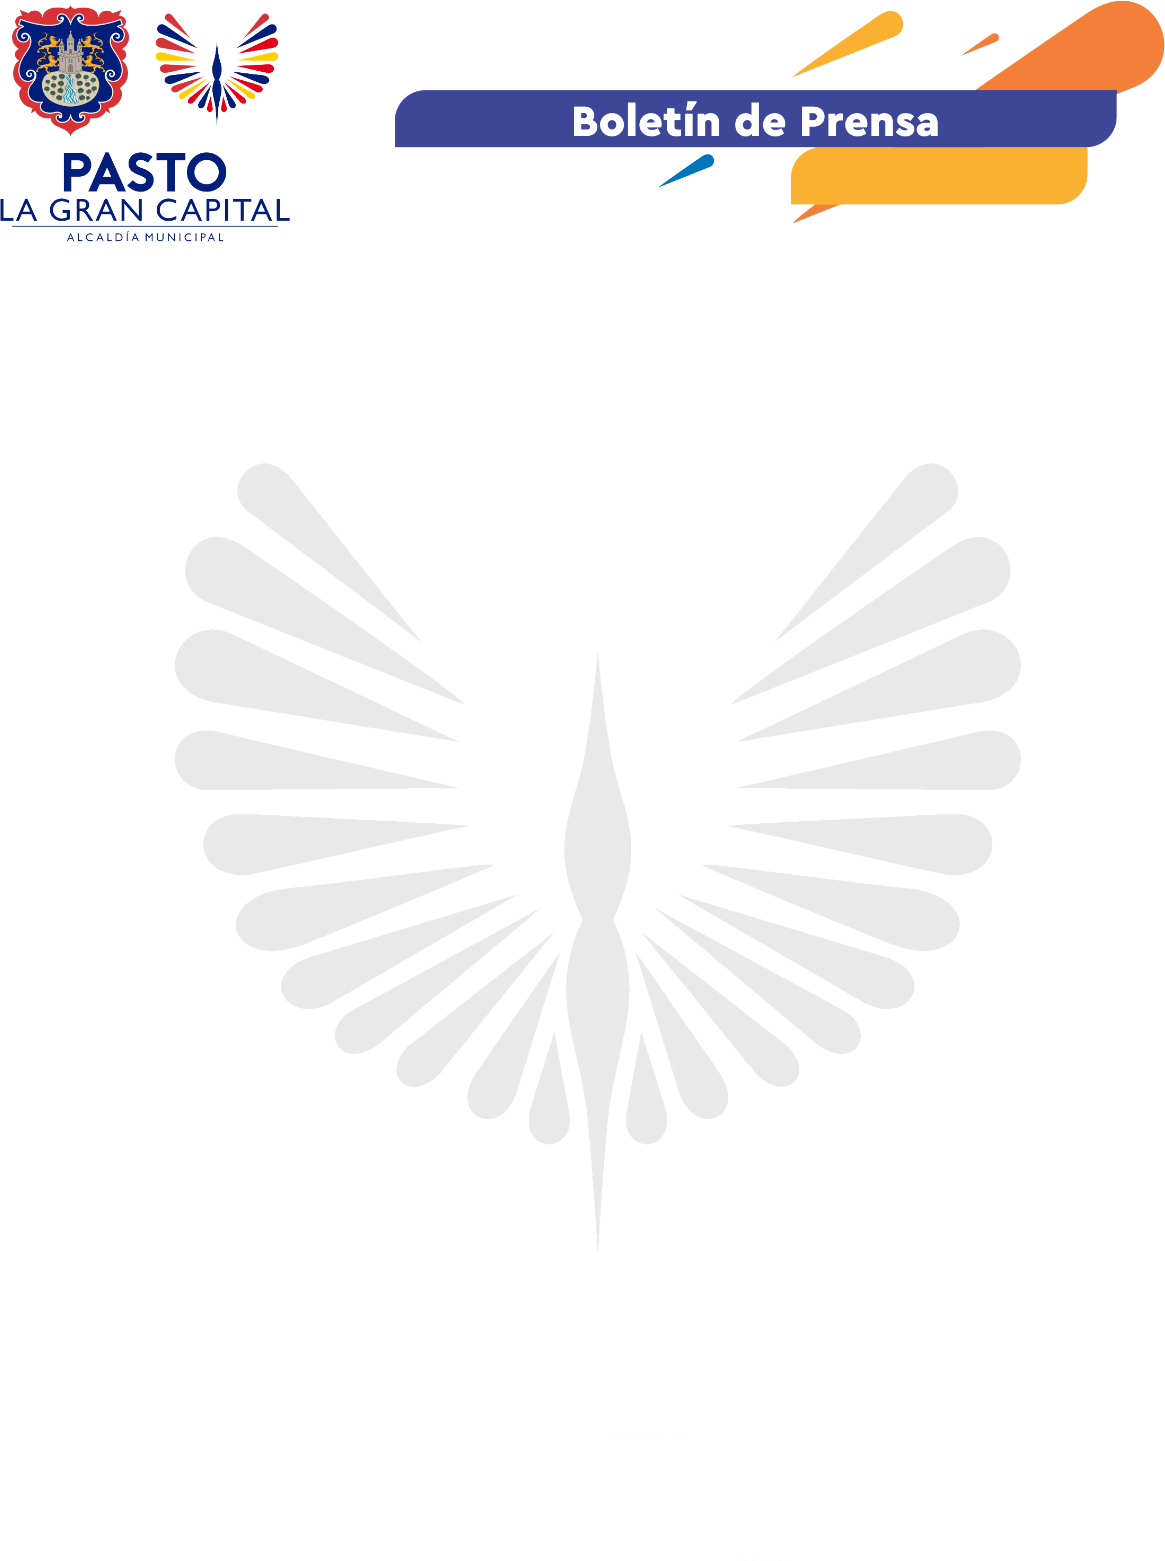 Boletín de Prensa
PASTO
LA GRAN CAPITAL
ALCALDÍA MUNICIPAL